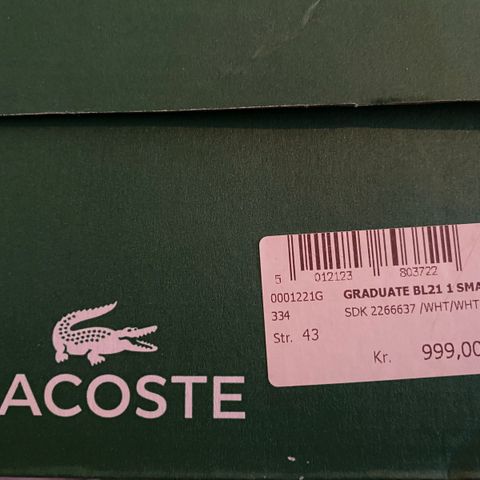 5 012123 803722
0001221G GRADUATE BL21 1 SMA
334 SDK 2266637 /WHT/WHT
Str. 43
Kr. 999,00
ACOSTE